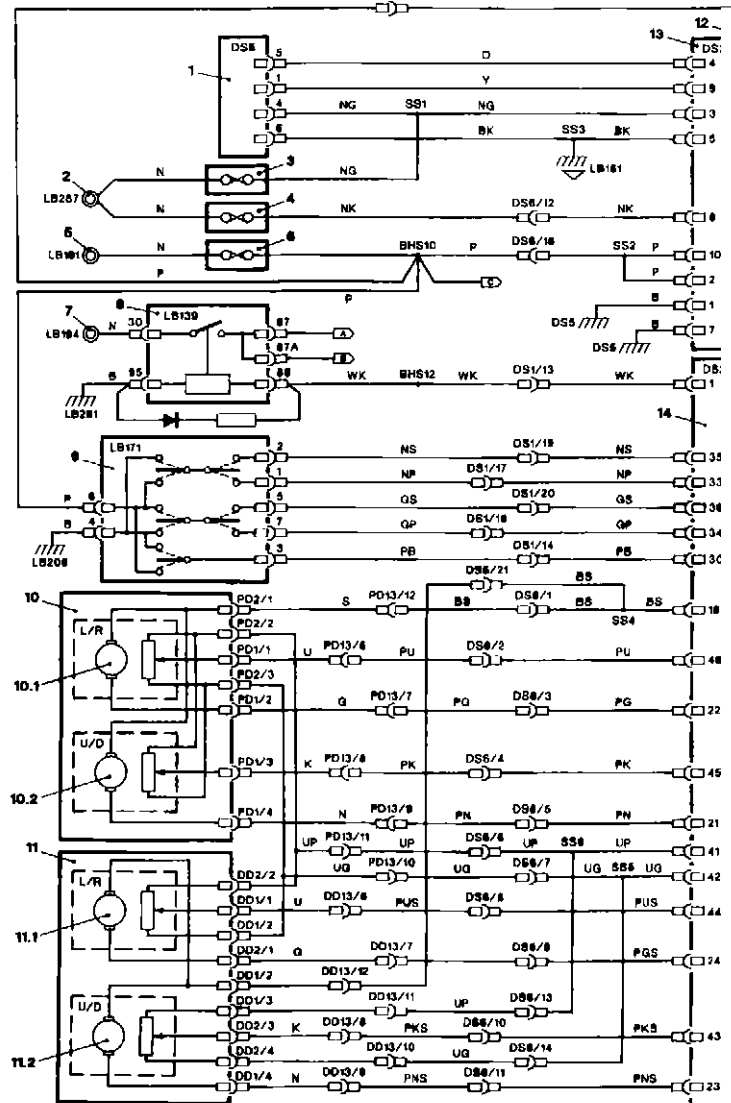 12
13
DS5
1
5 O 4
1 Y 9
4 NG SS1 NG 3
6 BK SS3 BK 5
LB151
2 N 3 NG
LB287
N 4 NK DS6/12 NK 8
5
LB191 N 6 BHS10 P DS6/16 SS2 P 10
P C P 2
P B 1
DS5
B 7
DS5
7 8
LB194 N 30 LB139 87 A
87A B
B 85 86 WK BHS12 WK DS1/13 WK 1
LB281
14
9 LB171 2 NS DS1/19 NS 35
1 NP DS1/17 NP 33
P 6 5 GS DS1/20 GS 36
B 4 7 GP DS1/18 GP 34
LB206 3 PB DS1/14 PB 30
DS6/21 BS
10 PD2/1 S PD13/12 BS DS6/1 BS BS 19
SS4
PD2/2
L/R PD1/1 U PD13/6 PU DS6/2 PU 46
10.1 PD2/3
PD1/2 G PD13/7 PG DS6/3 PG 22
U/D
10.2 PD1/3 K PD13/8 PK DS6/4 PK 45
PD1/4 N PD13/9 PN DS6/5 PN 21
UP PD13/11 UP DS6/6 UP SS6 UP 41
11 UG PD13/10 UG DS6/7 UG SS5 UG 42
L/R DD2/2
DD1/1 U DD13/6 PUS DS6/8 PUS 44
11.1 DD1/2
DD2/1 G DD13/7 DS6/9 PGS 24
DD1/2 DD13/12
U/D DD1/3 DD13/11 UP DS6/13
11.2 DD2/3 K DD13/8 PKS DS6/10 PKS 43
DD2/4 DD13/10 UG DS6/14
DD1/4 N DD13/9 PNS DS6/11 PNS 23